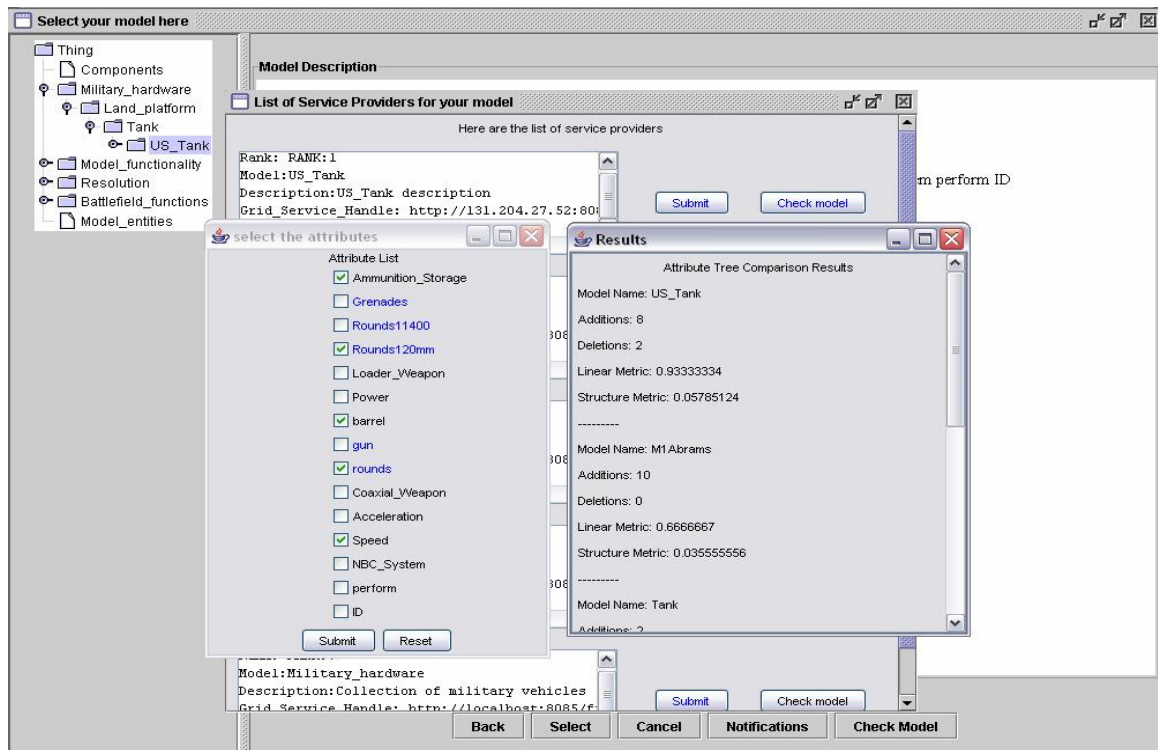 Select your model here
Thing
Components
Military_hardware
Land_platform
Tank
US_Tank
Model_functionality
Resolution
Battlefield_functions
Model_entities
Model Description
List of Service Providers for your model
Here are the list of service providers
Rank: RANK:1
Model:US_Tank
Description:US_Tank description
Grid_Service_Handle: http://131.204.27.52:80
Submit
Check model
perform ID
select the attributes
Attribute List
Ammunition_Storage
Grenades
Rounds11400
Rounds120mm
Loader_Weapon
Power
barrel
gun
rounds
Coaxial_Weapon
Acceleration
Speed
NBC_System
perform
ID
Submit
Reset
Results
Attribute Tree Comparison Results
Model Name: US_Tank
Additions: 8
Deletions: 2
Linear Metric: 0.93333334
Structure Metric: 0.05785124
---------
Model Name: M1Abrams
Additions: 10
Deletions: 0
Linear Metric: 0.6666667
Structure Metric: 0.035555556
---------
Model Name: Tank
Additions: 2
Model:Military_hardware
Description:Collection of military vehicles
Grid_Service_Handle: http://localhost:8085/f
Submit
Check model
Back
Select
Cancel
Notifications
Check Model